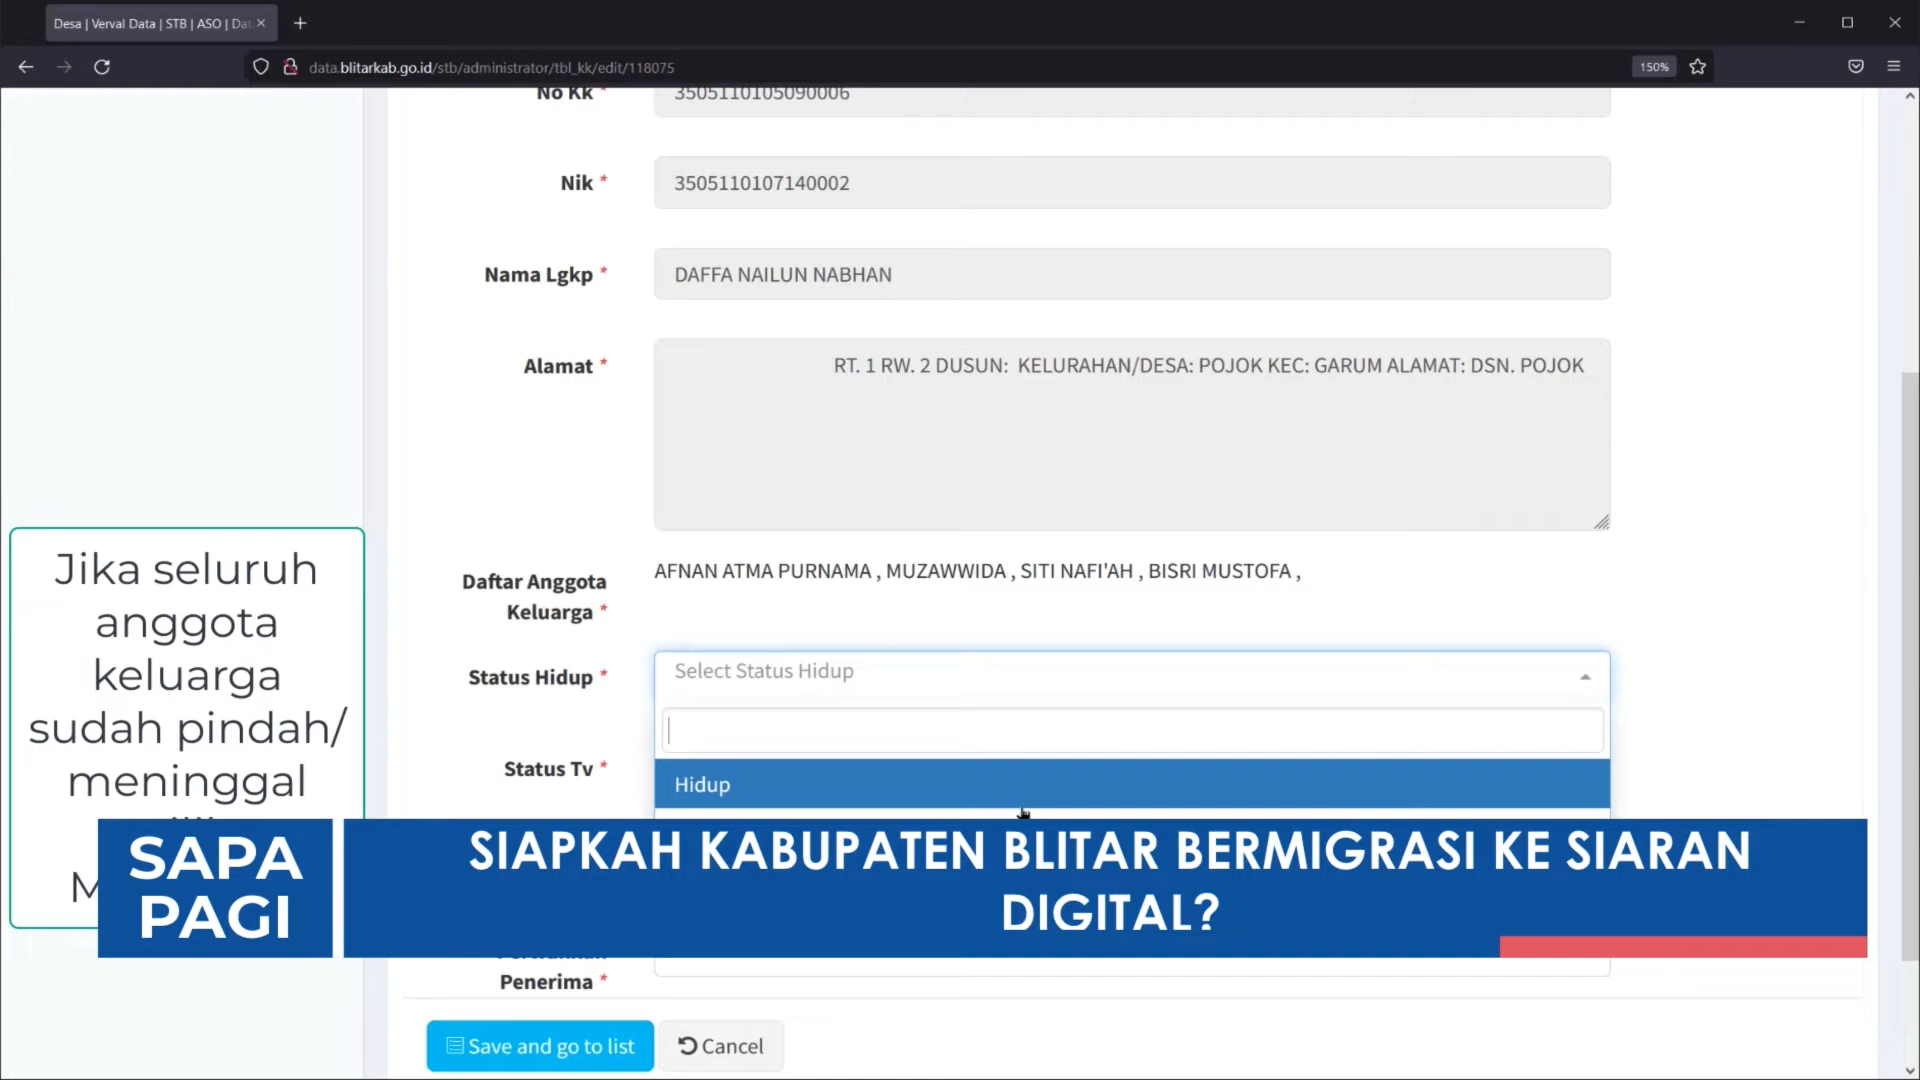 Desa | Verval Data | STB | ASO | Dat
data.blitarkab.go.id/stb/administrator/tbl_kk/edit/118075
150%
No Kk *
3505110105090006
Nik *
3505110107140002
Nama Lgkp *
DAFFA NAILUN NABHAN
Alamat *
RT. 1 RW. 2 DUSUN: KELURAHAN/DESA: POJOK KEC: GARUM ALAMAT: DSN. POJOK
Daftar Anggota
Keluarga *
AFNAN ATMA PURNAMA , MUZAWWIDA , SITI NAFI'AH , BISRI MUSTOFA ,
Status Hidup *
Select Status Hidup
Hidup
Status Tv *
Penerima *
Save and go to list
Cancel
Jika seluruh
anggota
keluarga
sudah pindah/
meninggal
SAPA
PAGI
SIAPKAH KABUPATEN BLITAR BERMIGRASI KE SIARAN
DIGITAL?